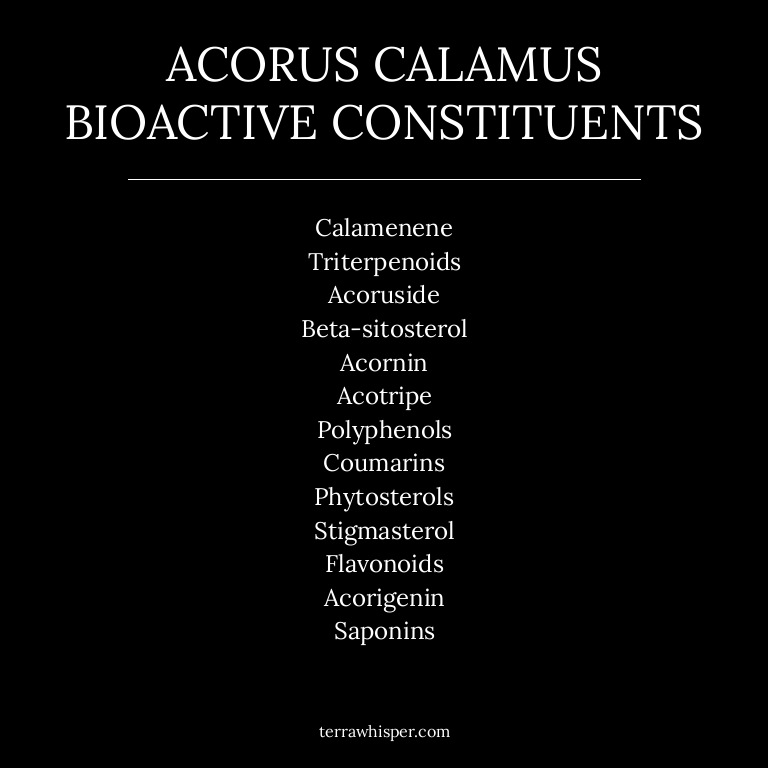 ACORUS CALAMUS
BIOACTIVE CONSTITUENTS
Calamenene
Triterpenoids
Acoruside
Beta-sitosterol
Acornin
Acotripe
Polyphenols
Coumarins
Phytosterols
Stigmasterol
Flavonoids
Acorigenin
Saponins
terrawhisper.com